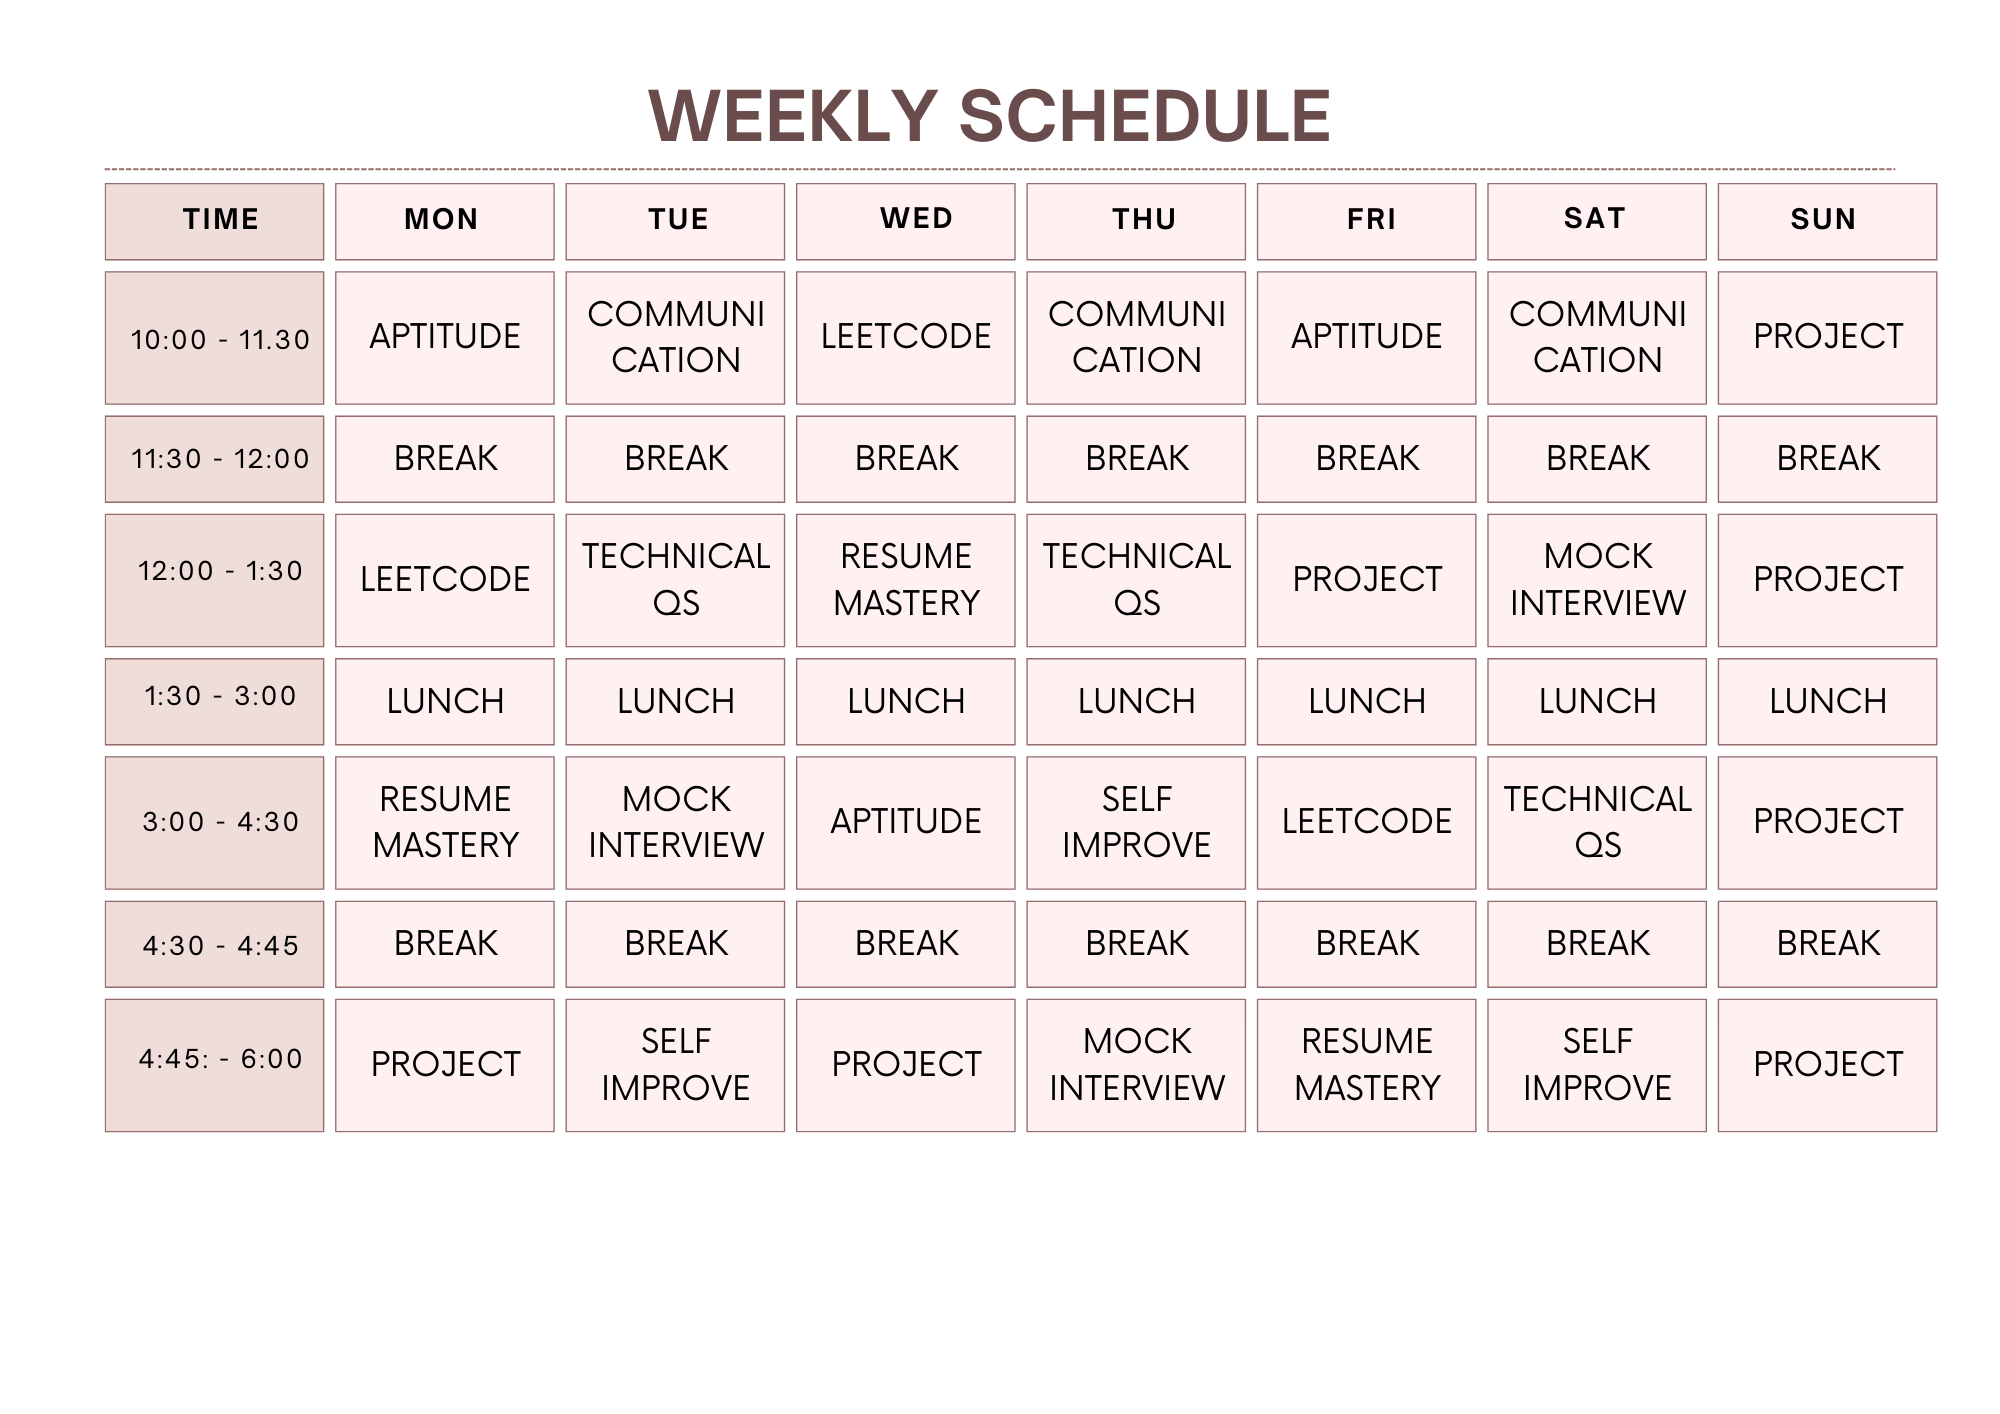 WEEKLY SCHEDULE
TIME MON TUE WED THU FRI SAT SUN
10:00 - 11.30 APTITUDE COMMUNI LEETCODE COMMUNI APTITUDE COMMUNI PROJECT
CATION CATION CATION
11:30 - 12:00 BREAK BREAK BREAK BREAK BREAK BREAK BREAK
12:00 - 1:30 LEETCODE TECHNICAL RESUME TECHNICAL PROJECT MOCK PROJECT
QS MASTERY QS INTERVIEW
1:30 - 3:00 LUNCH LUNCH LUNCH LUNCH LUNCH LUNCH LUNCH
3:00 - 4:30 RESUME MOCK APTITUDE SELF LEETCODE TECHNICAL PROJECT
MASTERY INTERVIEW IMPROVE QS
4:30 - 4:45 BREAK BREAK BREAK BREAK BREAK BREAK BREAK
4:45: - 6:00 PROJECT SELF PROJECT MOCK RESUME SELF PROJECT
IMPROVE INTERVIEW MASTERY IMPROVE